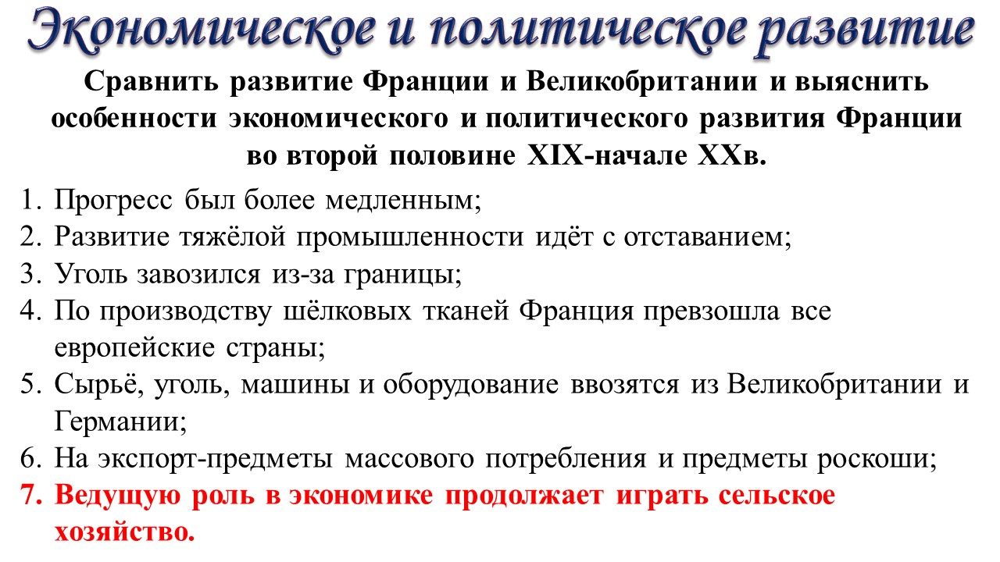 Экономическое и политическое развитие
Сравнить развитие Франции и Великобритании и выяснить
особенности экономического и политического развития Франции
во второй половине XIX-начале XXв.
1. Прогресс был более медленным;
2. Развитие тяжёлой промышленности идёт с отставанием;
3. Уголь завозился из-за границы;
4. По производству шёлковых тканей Франция превзошла все
европейские страны;
5. Сырьё, уголь, машины и оборудование ввозятся из Великобритании и
Германии;
6. На экспорт-предметы массового потребления и предметы роскоши;
7. Ведущую роль в экономике продолжает играть сельское
хозяйство.